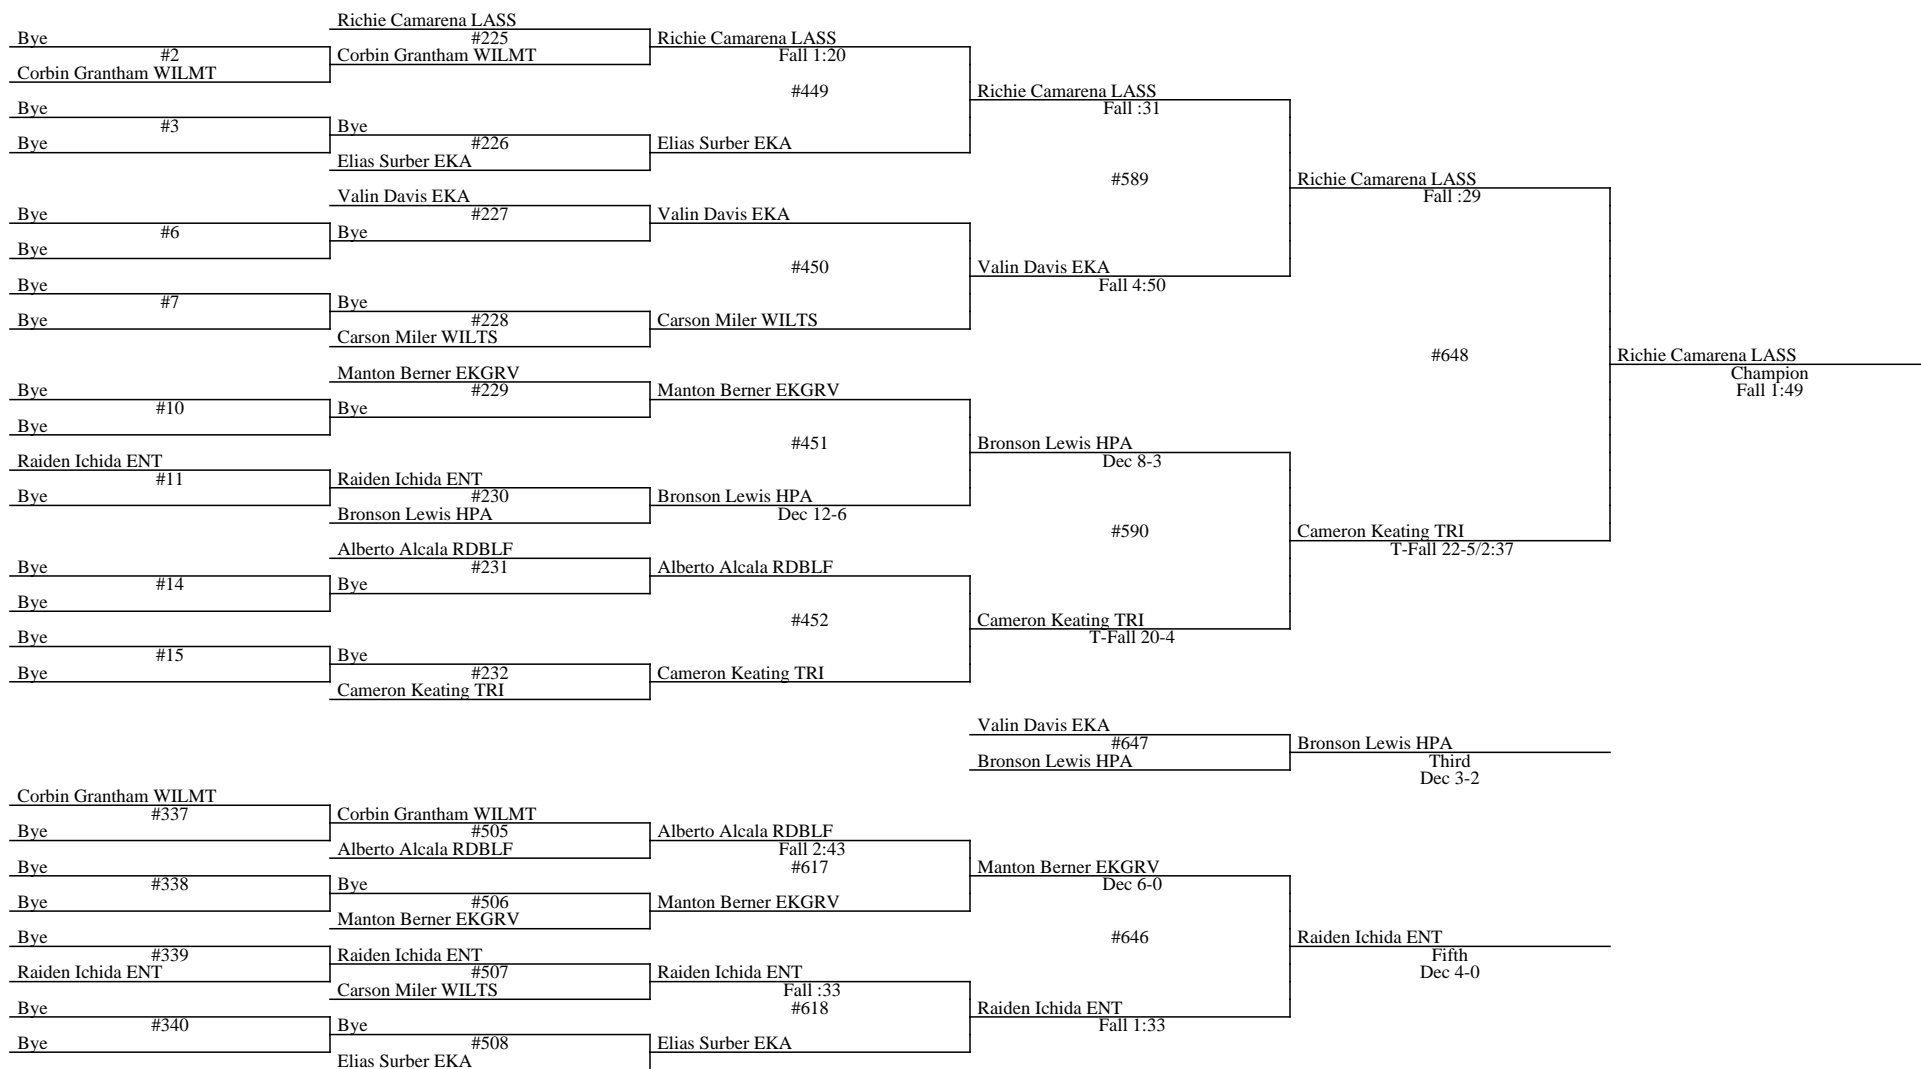 Richie Camarena LASS
Bye
#225
Richie Camarena LASS
#2
Corbin Grantham WILMT
Fall 1:20
Corbin Grantham WILMT
#449
Richie Camarena LASS
Bye
Fall :31
#3
Bye
Bye
#226
Elias Surber EKA
Elias Surber EKA
#589
Richie Camarena LASS
Valin Davis EKA
Fall :29
Bye
#227
Valin Davis EKA
#6
Bye
Bye
#450
Valin Davis EKA
Bye
Fall 4:50
#7
Bye
Bye
#228
Carson Miler WILTS
Carson Miler WILTS
#648
Richie Camarena LASS
Manton Berner EKGRV
Champion
Bye
#229
Manton Berner EKGRV
Fall 1:49
#10
Bye
Bye
#451
Bronson Lewis HPA
Raiden Ichida ENT
Dec 8-3
#11
Raiden Ichida ENT
Bye
#230
Bronson Lewis HPA
Bronson Lewis HPA
Dec 12-6
#590
Cameron Keating TRI
Alberto Alcala RDBLF
T-Fall 22-5/2:37
Bye
#231
Alberto Alcala RDBLF
#14
Bye
Bye
#452
Cameron Keating TRI
Bye
T-Fall 20-4
#15
Bye
Bye
#232
Cameron Keating TRI
Cameron Keating TRI
Valin Davis EKA
#647
Bronson Lewis HPA
Bronson Lewis HPA
Third
Dec 3-2
Corbin Grantham WILMT
#337
Corbin Grantham WILMT
Bye
#505
Alberto Alcala RDBLF
Alberto Alcala RDBLF
Fall 2:43
Bye
#617
Manton Berner EKGRV
#338
Bye
Dec 6-0
Bye
#506
Manton Berner EKGRV
Manton Berner EKGRV
Bye
#646
Raiden Ichida ENT
#339
Raiden Ichida ENT
Fifth
Raiden Ichida ENT
#507
Raiden Ichida ENT
Dec 4-0
Carson Miler WILTS
Fall :33
Bye
#618
Raiden Ichida ENT
#340
Bye
Fall 1:33
Bye
#508
Elias Surber EKA
Elias Surber EKA